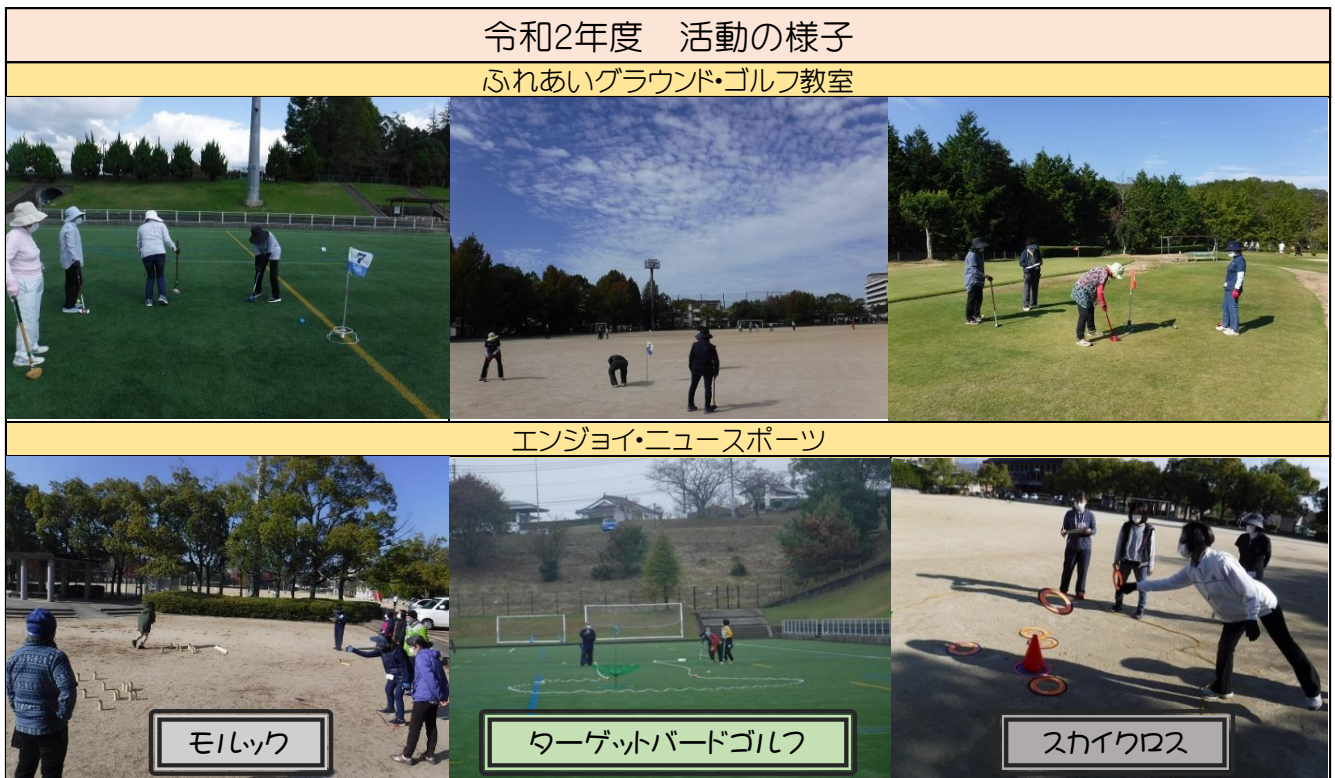 令和2年度　活動の様子
ふれあいグラウンド・ゴルフ教室
7
エンジョイ・ニュースポーツ
モルック
ターゲットバードゴルフ
スカイクロス